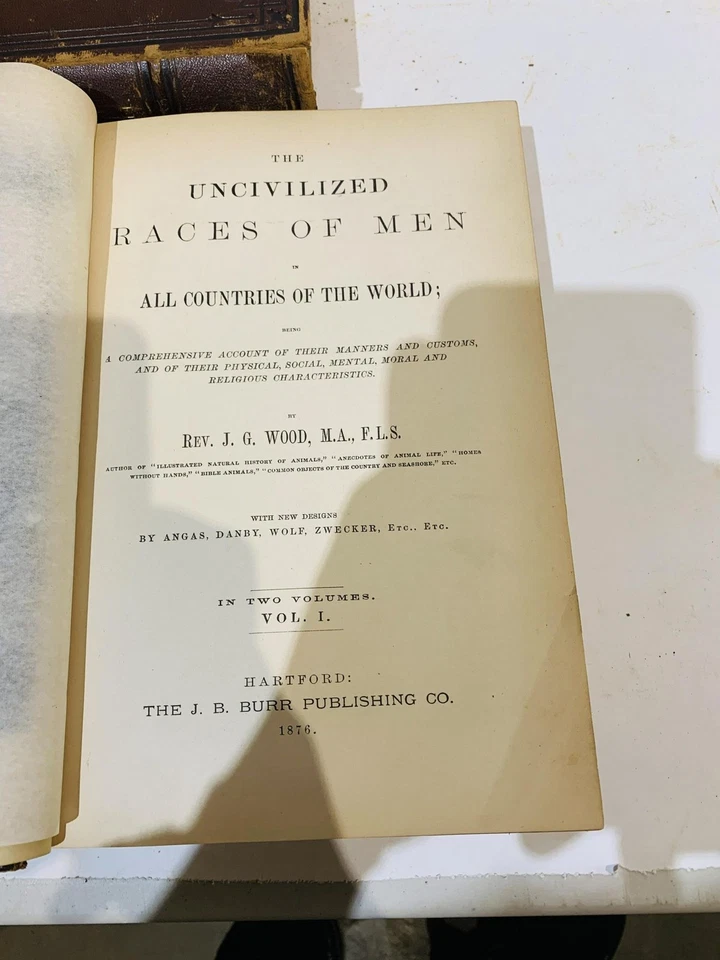 THE
UNCIVILIZED
RACES OF MEN
IN
ALL COUNTRIES OF THE WORLD;
BEING
A COMPREHENSIVE ACCOUNT OF THEIR MANNERS AND CUSTOMS,
AND OF THEIR PHYSICAL, SOCIAL, MENTAL, MORAL AND
RELIGIOUS CHARACTERISTICS.
BY
REV. J. G. WOOD, M.A., F.L.S.
AUTHOR OF "ILLUSTRATED NATURAL HISTORY OF ANIMALS," "ANECDOTES OF ANIMAL LIFE," "HOMES
WITHOUT HANDS," "BIBLE ANIMALS," "COMMON OBJECTS OF THE COUNTRY AND SEASHORE," ETC.
WITH NEW DESIGNS
BY ANGAS, DANBY, WOLF, ZWECKER, ETC., ETC.
IN TWO VOLUMES.
VOL. I.
HARTFORD:
THE J. B. BURR PUBLISHING CO.
1876.